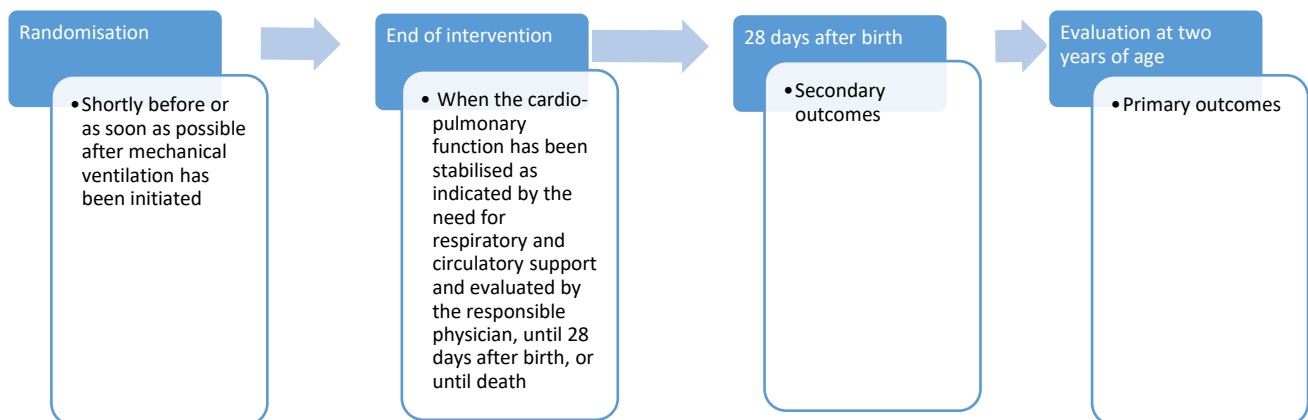 Randomisation
•Shortly before or
as soon as possible
after mechanical
ventilation has
been initiated
End of intervention
• When the cardio-
pulmonary
function has been
stabilised as
indicated by the
need for
respiratory and
circulatory support
and evaluated by
the responsible
physician, until 28
days after birth, or
until death
28 days after birth
•Secondary
outcomes
Evaluation at two
years of age
•Primary outcomes